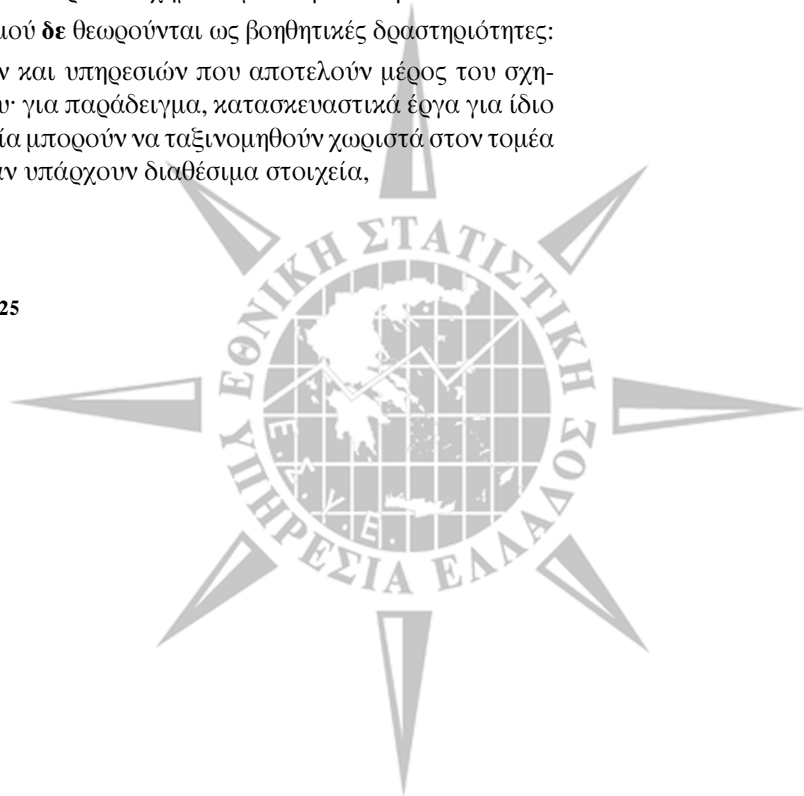 μού δε θεωρούνται ως βοηθητικές δραστηριότητες:
ν και υπηρεσιών που αποτελούν μέρος του σχη-
υ· για παράδειγμα, κατασκευαστικά έργα για ίδιο
ία μπορούν να ταξινομηθούν χωριστά στον τομέα
ν υπάρχουν διαθέσιμα στοιχεία,
25
ΕΘΝΙΚΗ ΣΤΑΤΙΣΤΙΚΗ
ΥΠΗΡΕΣΙΑ ΕΛΛΑΔΟΣ
Ε.Σ.Υ.Ε.